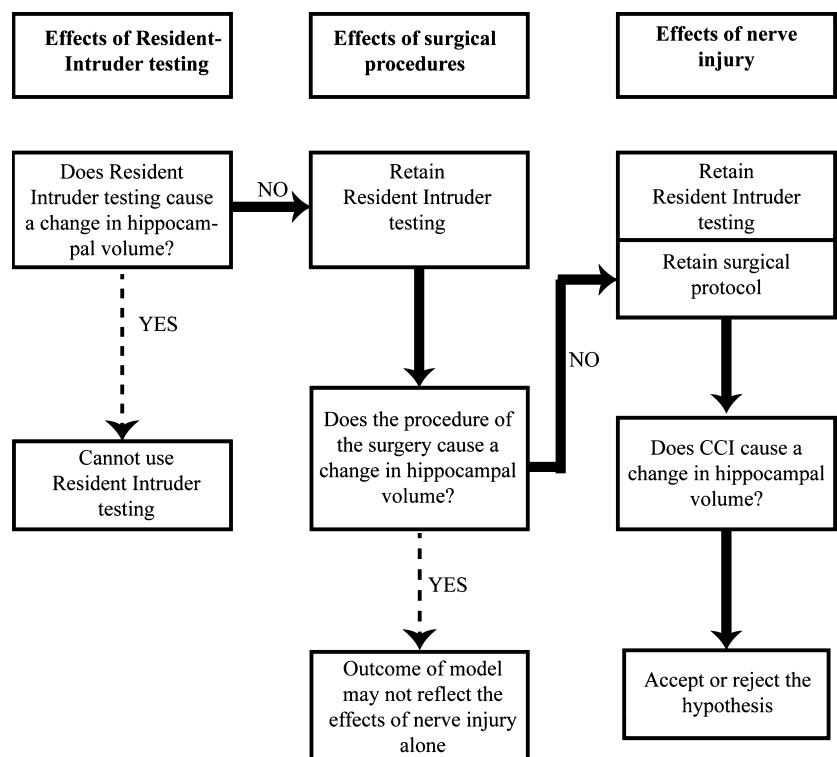 Effects of Resident-
Intruder testing
Effects of surgical
procedures
Effects of nerve
injury
Does Resident
Intruder testing cause
a change in hippocam-
pal volume?
NO
YES
Cannot use
Resident Intruder
testing
Retain
Resident Intruder
testing
Does the procedure of
the surgery cause a
change in hippocampal
volume?
NO
YES
Outcome of model
may not reflect the
effects of nerve injury
alone
Retain
Resident Intruder
testing
Retain surgical
protocol
Does CCI cause a
change in hippocampal
volume?
Accept or reject the
hypothesis